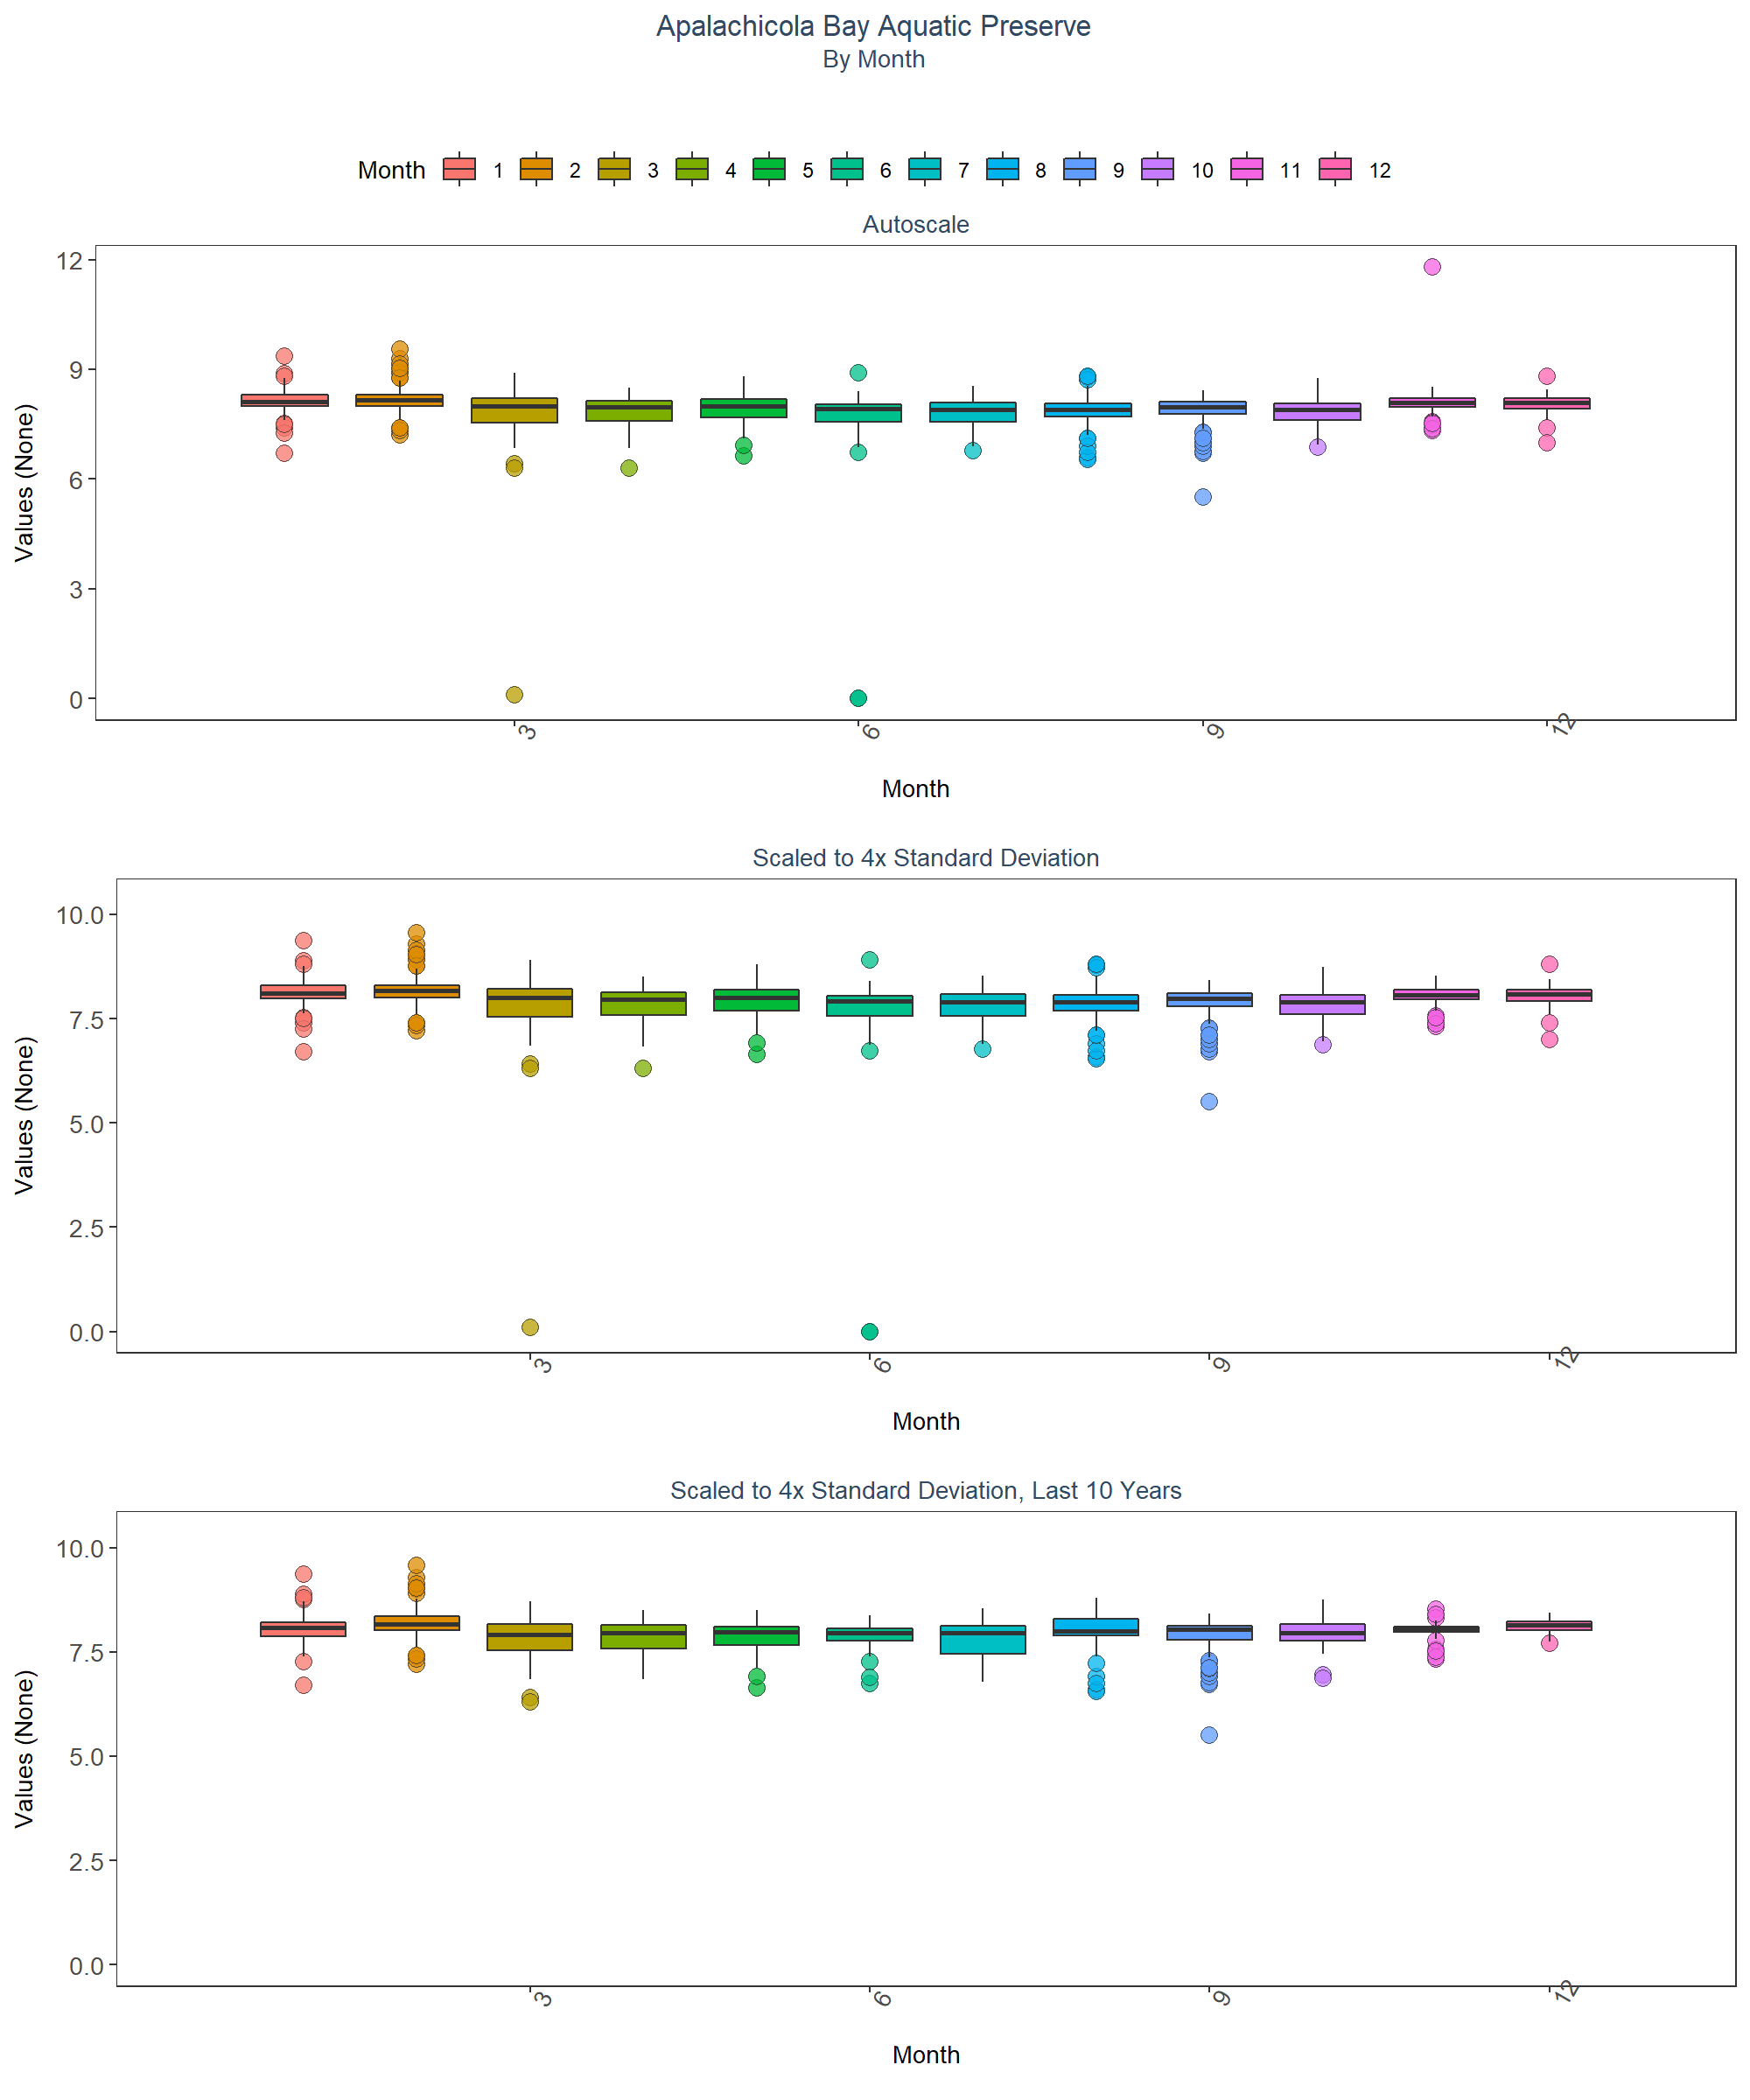 Apalachicola Bay Aquatic Preserve
By Month
Month 1 2 3 4 5 6 7 8 9 10 11 12
Autoscale
Values (None)
12
9
6
3
0
3 6 9 12
Month
Scaled to 4x Standard Deviation
Values (None)
10.0
7.5
5.0
2.5
0.0
3 6 9 12
Month
Scaled to 4x Standard Deviation, Last 10 Years
Values (None)
10.0
7.5
5.0
2.5
0.0
3 6 9 12
Month